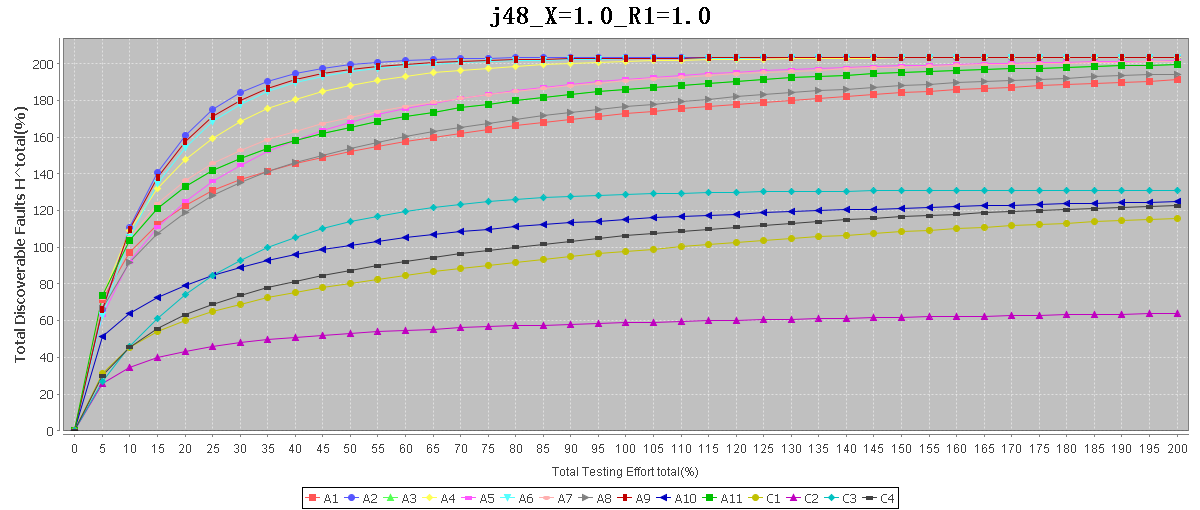 j48_X=1.0_R1=1.0
Total Discoverable Faults H^total(%)
200
180
160
140
120
100
80
60
40
20
0
0 5 10 15 20 25 30 35 40 45 50 55 60 65 70 75 80 85 90 95 100 105 110 115 120 125 130 135 140 145 150 155 160 165 170 175 180 185 190 195 200
Total Testing Effort total(%)
A1 A2 A3 A4 A5 A6 A7 A8 A9 A10 A11 C1 C2 C3 C4